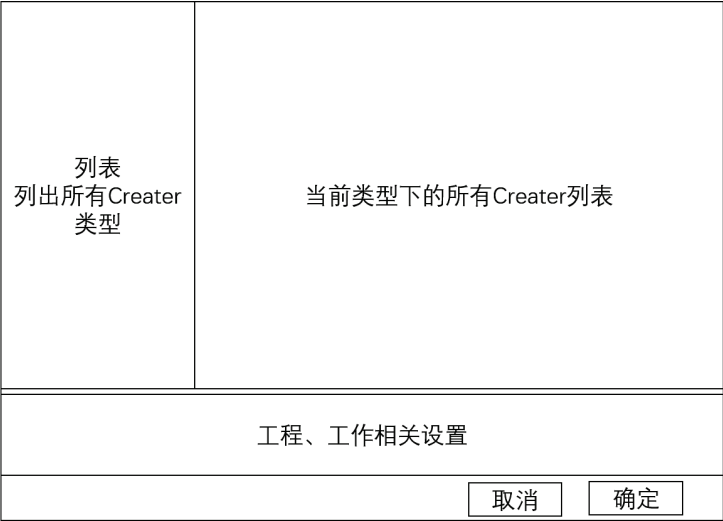 列表
列出所有Creater
类型
当前类型下的所有Creater列表
工程、工作相关设置
取消
确定